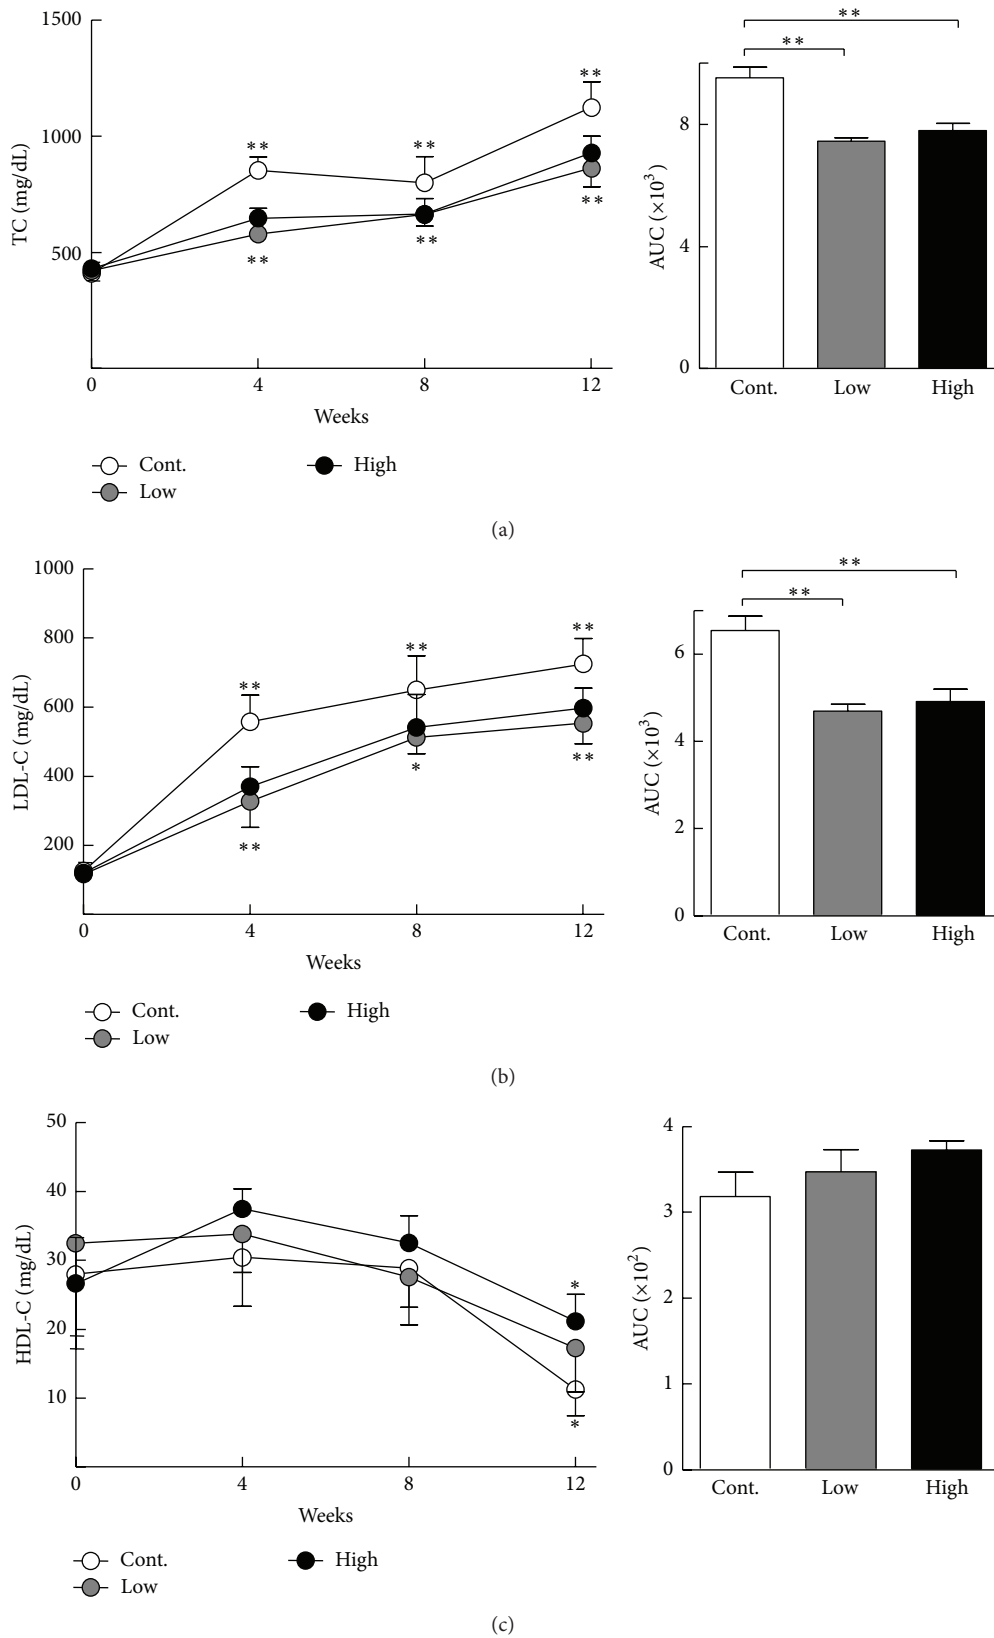 1500
1000
500
TC (mg/dL)
**
**
**
**
**
**
0
4
8
12
Weeks
**
**
8
4
0
AUC (×10³)
Cont.
Low
High
Cont.
High
Low
(a)
1000
800
600
400
200
LDL-C (mg/dL)
**
**
**
**
*
**
0
4
8
12
Weeks
**
**
6
4
2
0
AUC (×10³)
Cont.
Low
High
Cont.
High
Low
(b)
50
40
30
20
10
HDL-C (mg/dL)
*
*
0
4
8
12
Weeks
4
3
2
1
0
AUC (×10²)
Cont.
Low
High
Cont.
High
Low
(c)